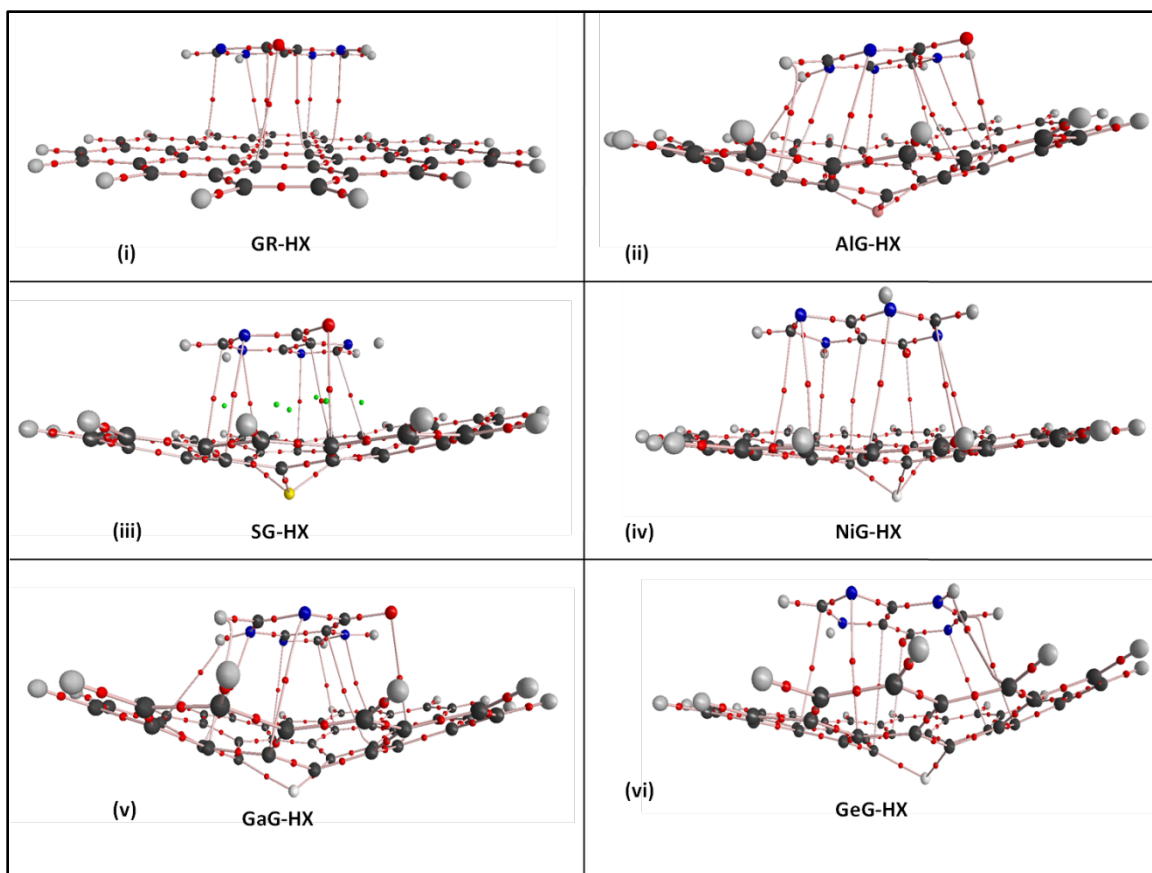 (i)
GR-HX
(ii)
AlG-HX
(iii)
SG-HX
(iv)
NiG-HX
(v)
GaG-HX
(vi)
GeG-HX